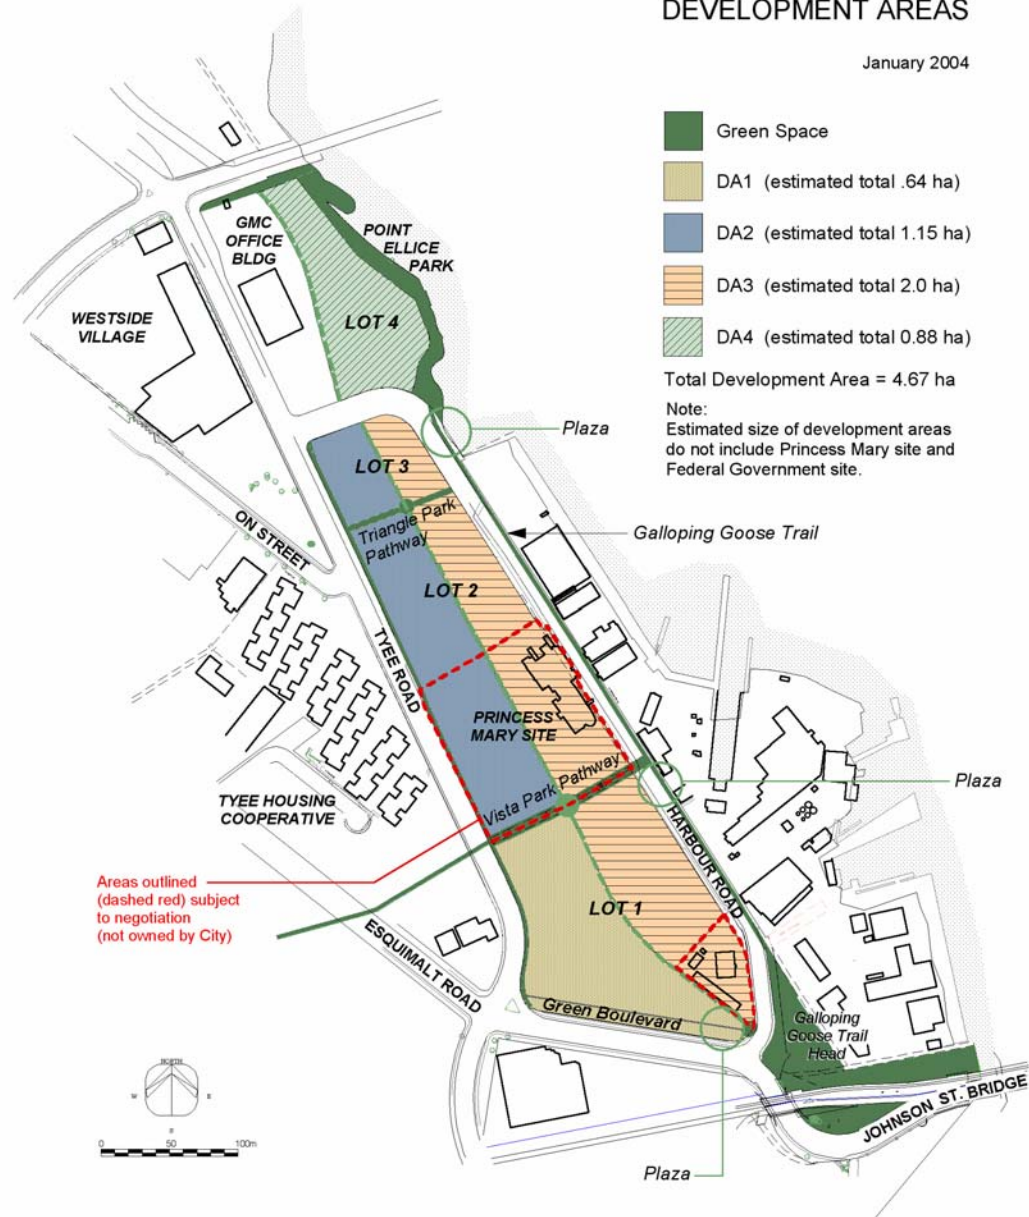 DEVELOPMENT AREAS
January 2004
Green Space
DA1 (estimated total .64 ha)
DA2 (estimated total 1.15 ha)
DA3 (estimated total 2.0 ha)
DA4 (estimated total 0.88 ha)
Total Development Area = 4.67 ha
Note:
Estimated size of development areas
do not include Princess Mary site and
Federal Government site.
GMC
OFFICE
BLDG
POINT
ELLICE
PARK
WESTSIDE
VILLAGE
LOT 4
Plaza
LOT 3
Triangle Park
Pathway
Galloping Goose Trail
ON STREET
LOT 2
TYEE ROAD
PRINCESS
MARY SITE
Vista Park Pathway
Plaza
TYEE HOUSING
COOPERATIVE
HARBOUR ROAD
Areas outlined
(dashed red) subject
to negotiation
(not owned by City)
LOT 1
ESQUIMALT ROAD
Green Boulevard
Galloping
Goose Trail
Head
JOHNSON ST. BRIDGE
NORTH
W
E
S
0 50 100m
Plaza